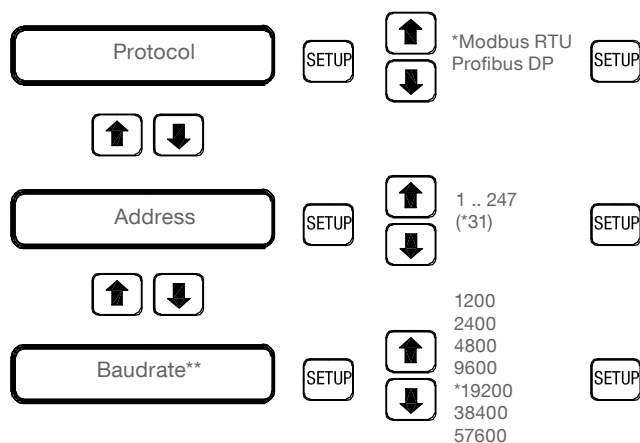 Protocol
SETUP
*Modbus RTU
Profibus DP
SETUP
Address
SETUP
1 .. 247
(*31)
SETUP
Baudrate**
SETUP
1200
2400
4800
9600
*19200
38400
57600
SETUP